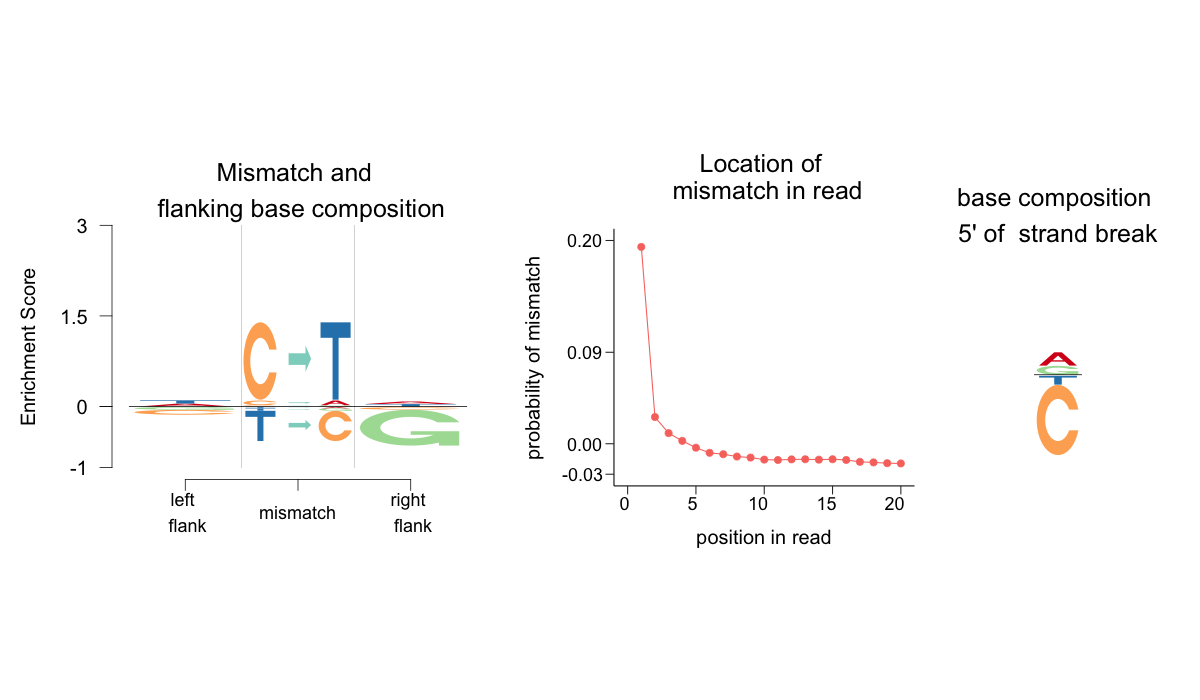 Mismatch and
flanking base composition
Enrichment Score
3
1.5
0
-1
C T
T C
G
left
flank
mismatch
right
flank
Location of
mismatch in read
probability of mismatch
0.20
0.09
0.00
-0.03
0 5 10 15 20
position in read
base composition
5' of strand break
A
G
T
C